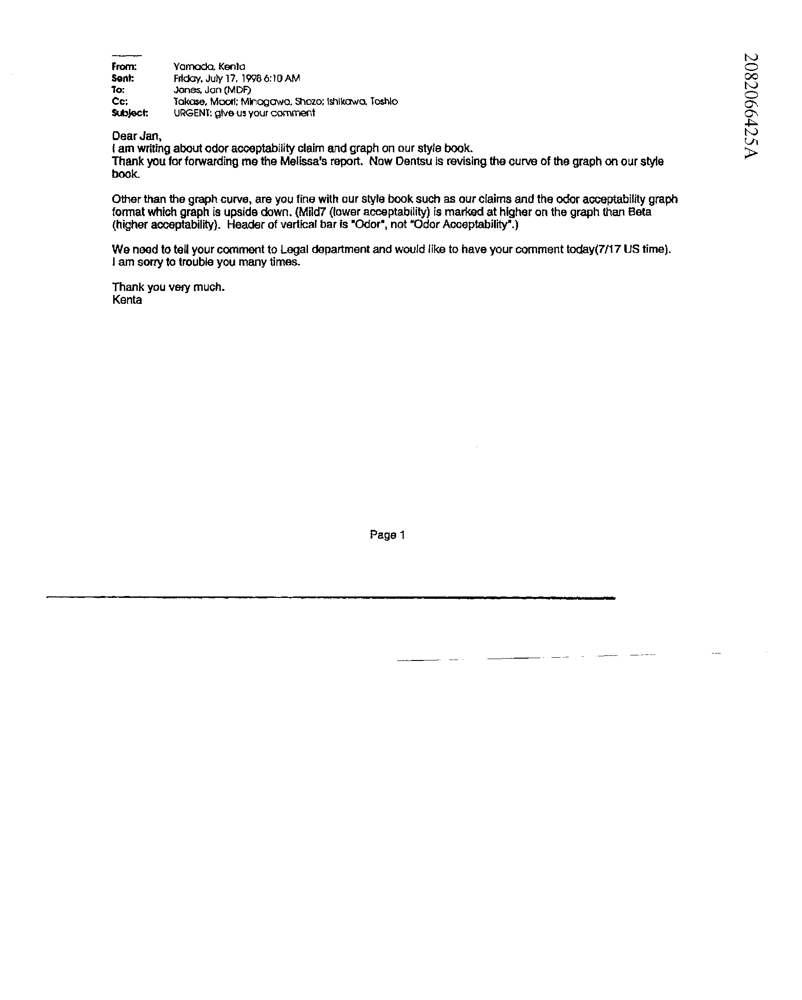 From: Yamada, Kenta
Sent: Friday, July 17, 1998 6:10 AM
To: Jones, Jan (MDF)
Cc: Takase, Maori; Minagawa, Shozo; Ishikawa, Toshio
Subject: URGENT: give us your comment
Dear Jan,
I am writing about odor acceptability claim and graph on our style book.
Thank you for forwarding me the Melissa's report. Now Dentsu is revising the curve of the graph on our style
book.
Other than the graph curve, are you fine with our style book such as our claims and the odor acceptability graph
format which graph is upside down. (Mild7 (lower acceptability) is marked at higher on the graph than Beta
(higher acceptability). Header of vertical bar is "Odor", not "Odor Acceptability".)
We need to tell your comment to Legal department and would like to have your comment today(7/17 US time).
I am sorry to trouble you many times.
Thank you very much.
Kenta
Page 1
2082066425A